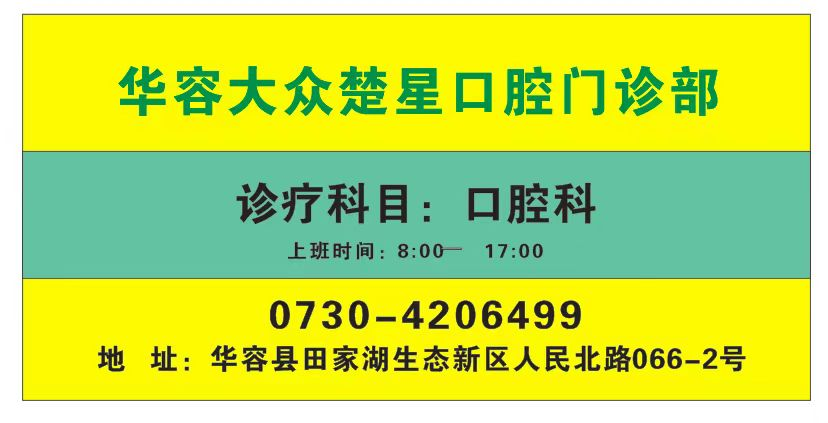 华容大众楚星口腔门诊部
诊疗科目：口腔科
上班时间：8:00— 17:00
0730-4206499
地 址：华容县田家湖生态新区人民北路066-2号